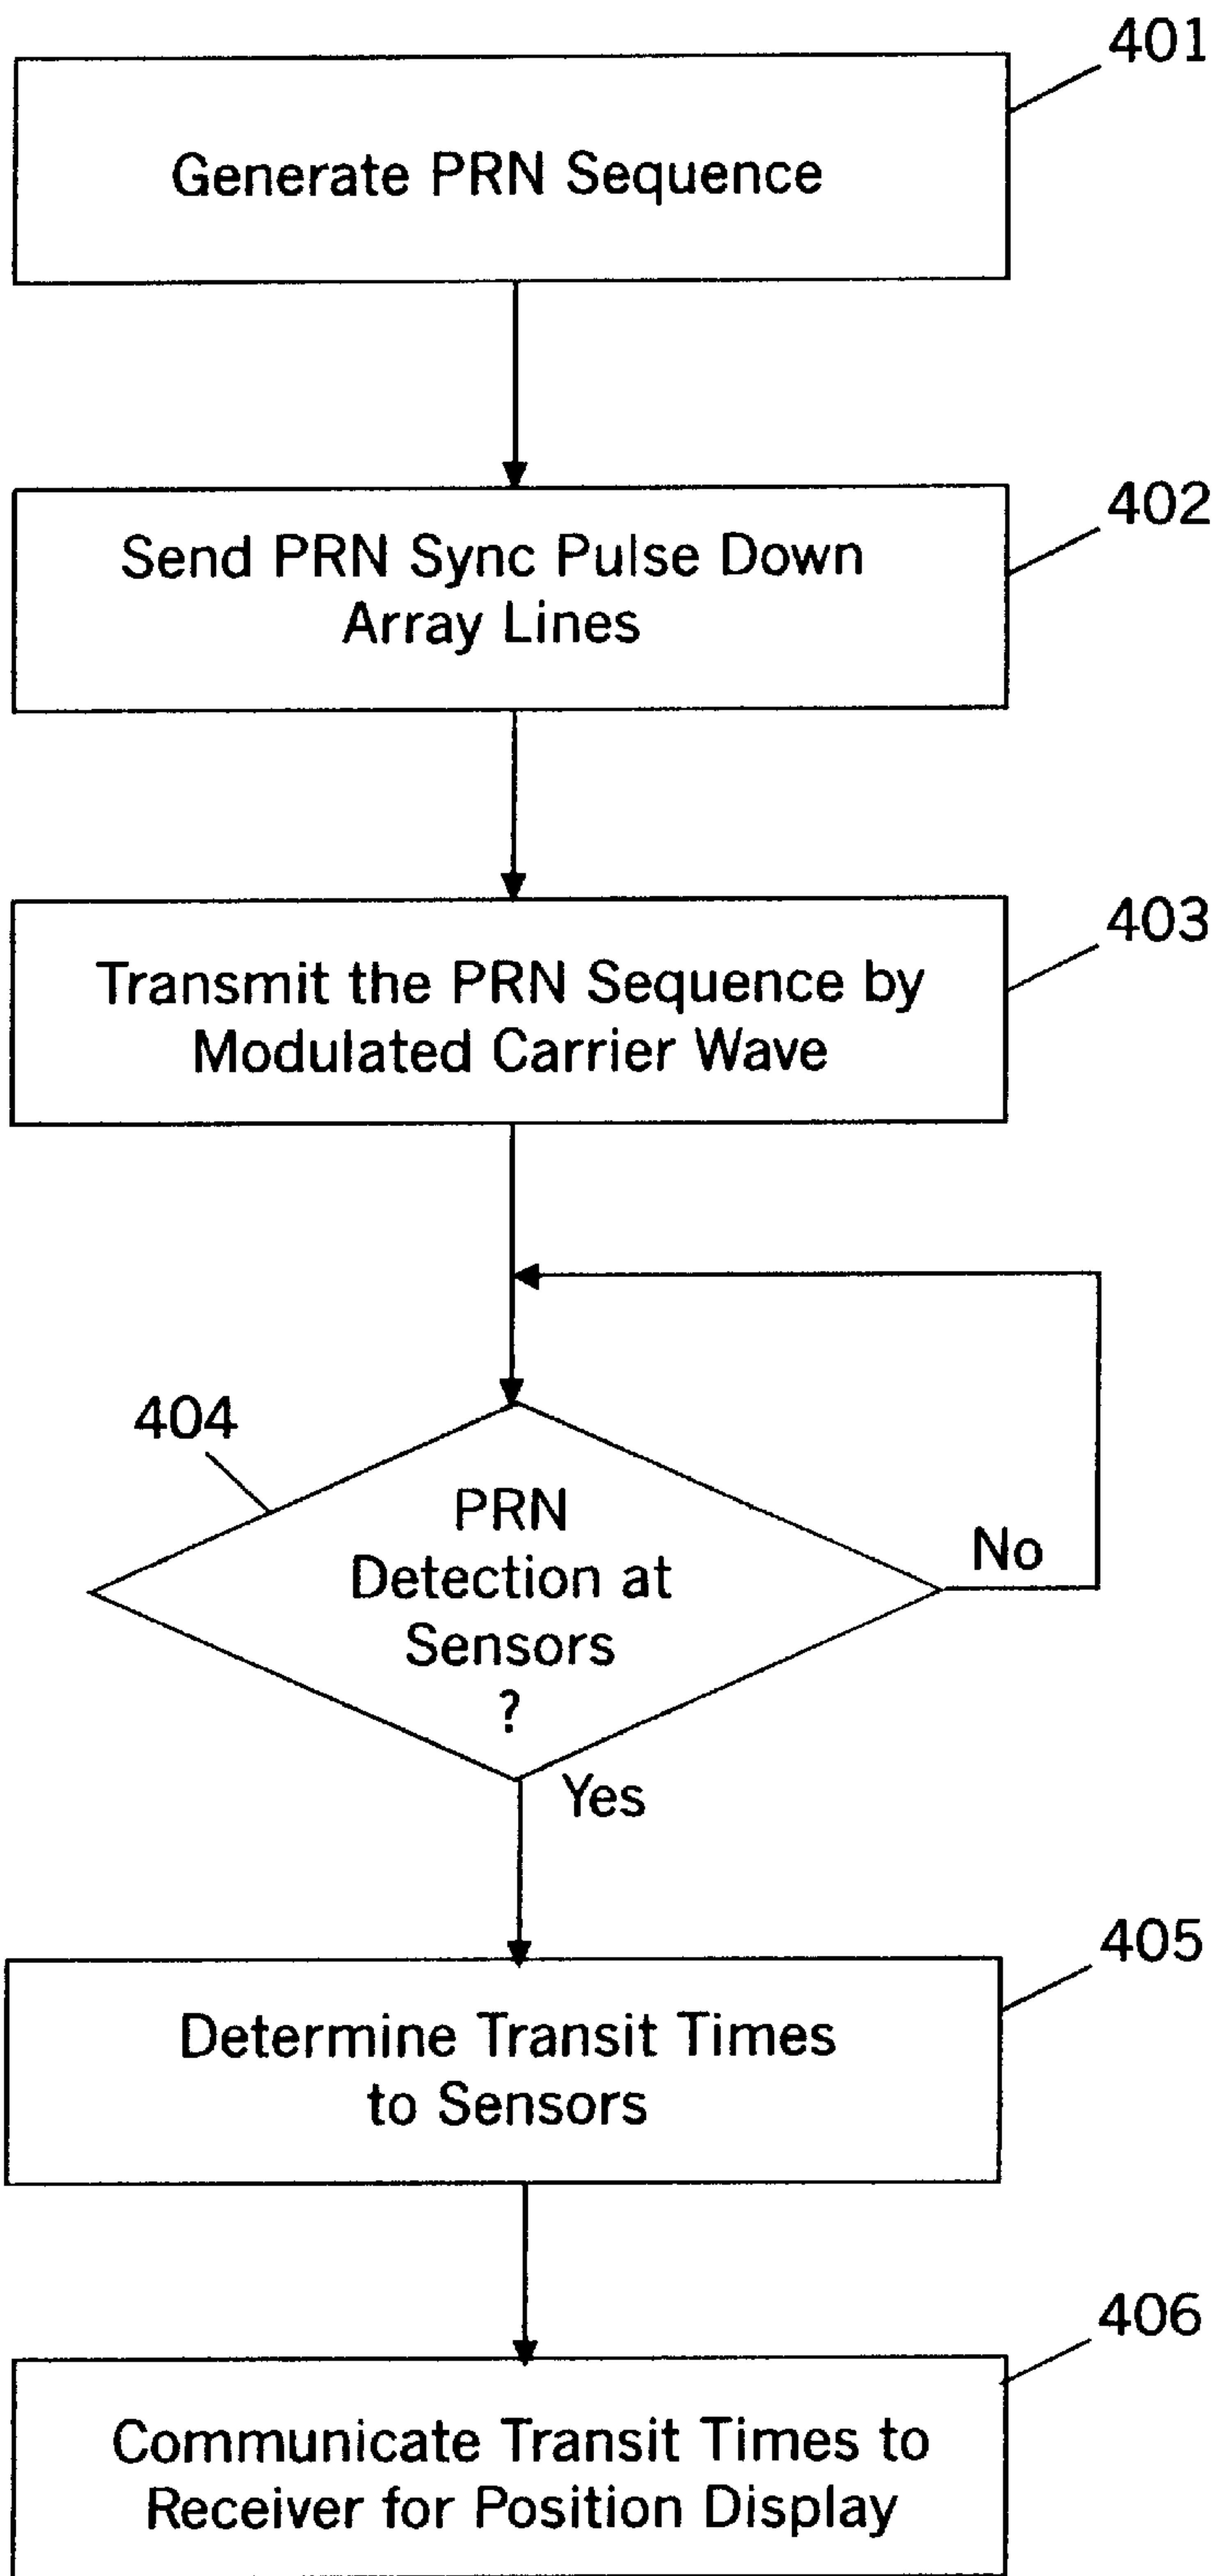 401
Generate PRN Sequence
402
Send PRN Sync Pulse Down
Array Lines
403
Transmit the PRN Sequence by
Modulated Carrier Wave
404
PRN
Detection at
Sensors
?
No
Yes
405
Determine Transit Times
to Sensors
406
Communicate Transit Times to
Receiver for Position Display